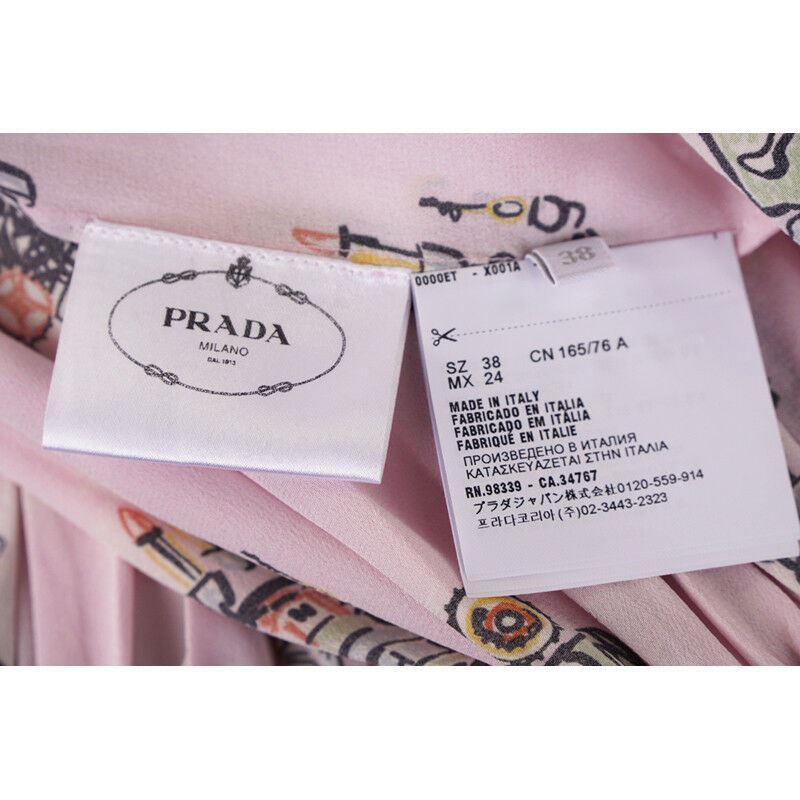 PRADA
MILANO
DAL 1913
0000ET - X001A -
38
SZ 38 CN 165/76 A
MX 24
MADE IN ITALY
FABRICADO EN ITALIA
FABRICADO EM ITÁLIA
FABRIQUÉ EN ITALIE
ПРОИЗВЕДЕНО В ИТАЛИЯ
ΚΑΤΑΣΚΕΥΑΖΕΤΑΙ ΣΤΗΝ ΙΤΑΛΙΑ
RN.98339 - CA.34767
プラダジャパン株式会社0120-559-914
프라다코리아 (주)02-3443-2323